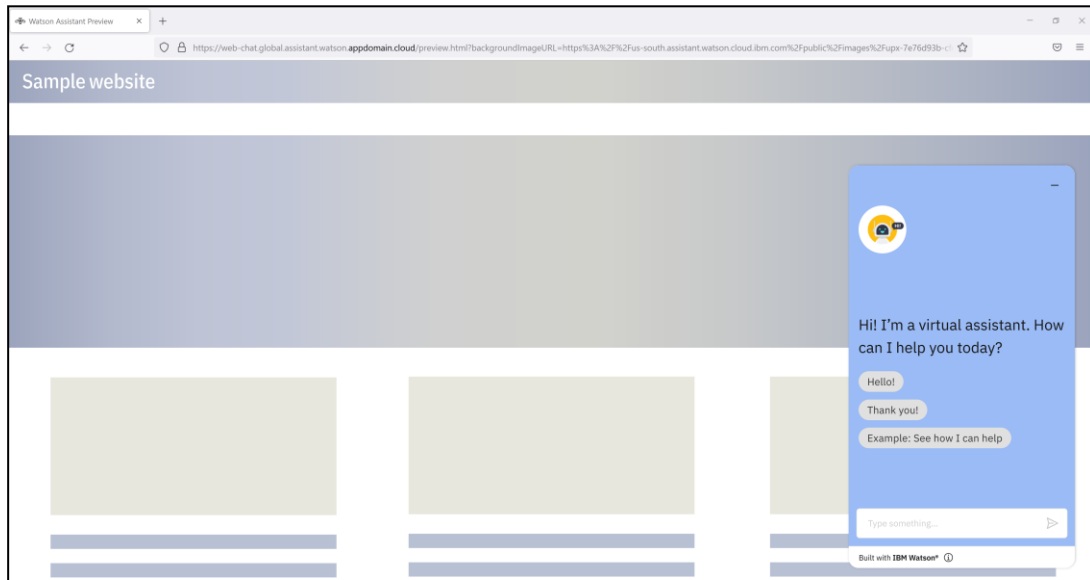 Watson Assistant Preview
https://web-chat.global.assistant.watson.appdomain.cloud/preview.html?backgroundImageURL=https%3A%2F%2Fus-south.assistant.watson.cloud.ibm.com%2Fpublic%2Fimages%2Fupx-7e76d93b-c
Sample website
Hi! I'm a virtual assistant. How
can I help you today?
Hello!
Thank you!
Example: See how I can help
Type something...
Built with IBM Watson®